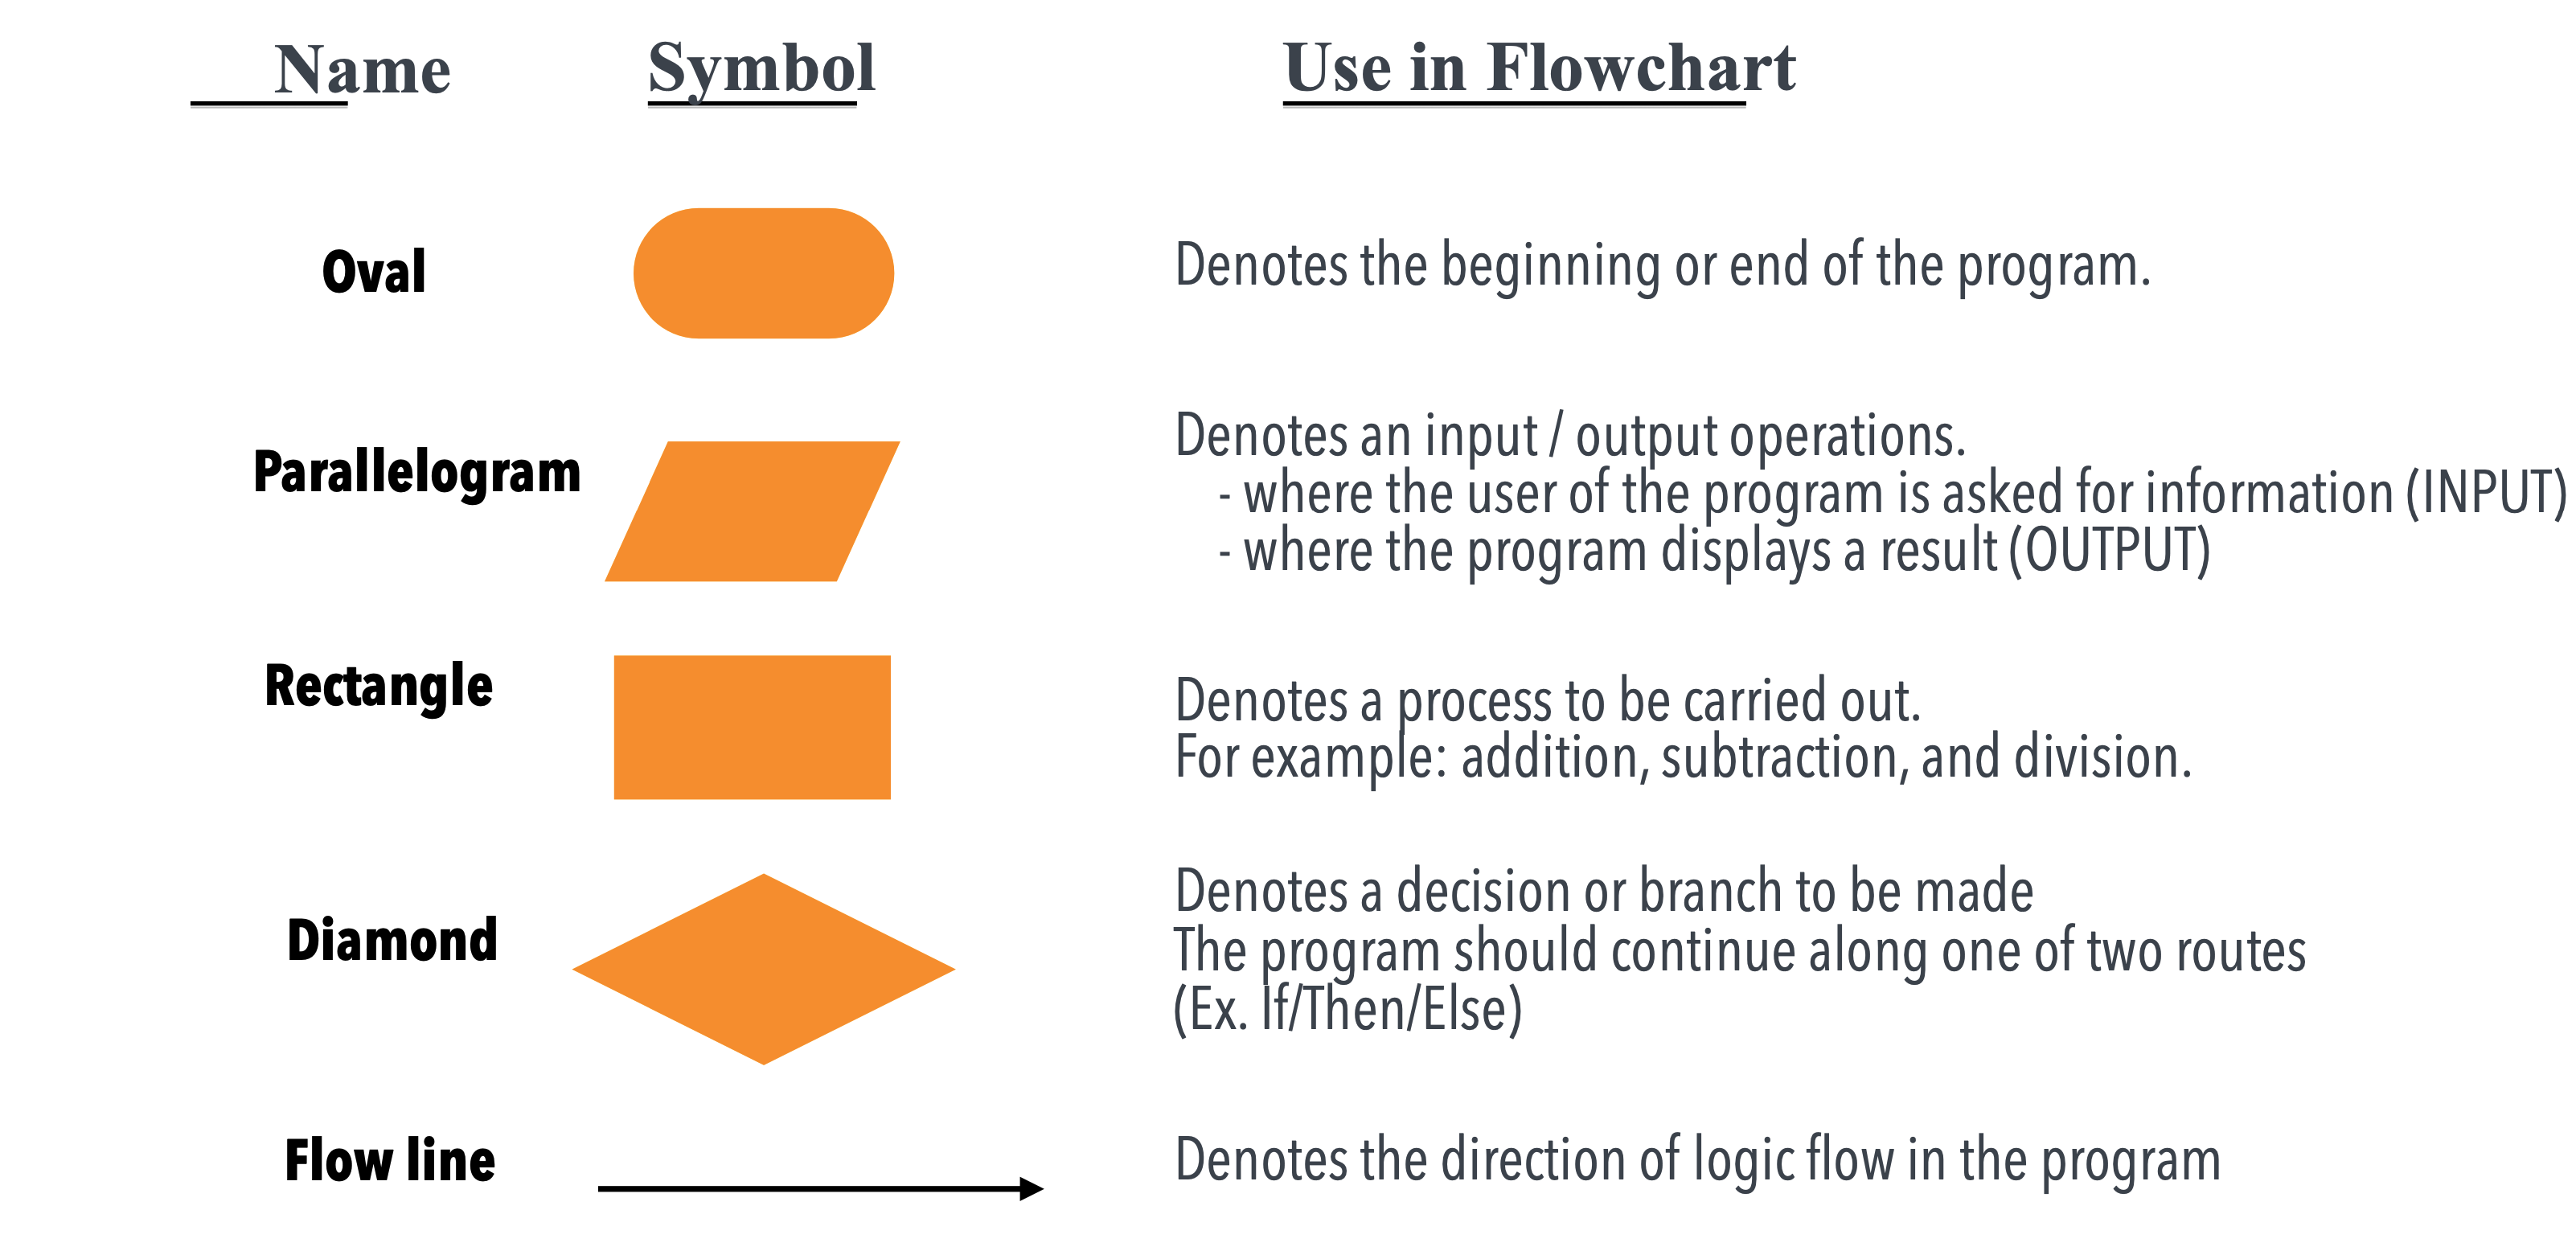 Name Symbol Use in Flowchart
Oval Denotes the beginning or end of the program.
Parallelogram
Denotes an input / output operations.
- where the user of the program is asked for information (INPUT)
- where the program displays a result (OUTPUT)
Rectangle
Denotes a process to be carried out.
For example: addition, subtraction, and division.
Diamond
Denotes a decision or branch to be made
The program should continue along one of two routes
(Ex. If/Then/Else)
Flow line Denotes the direction of logic flow in the program